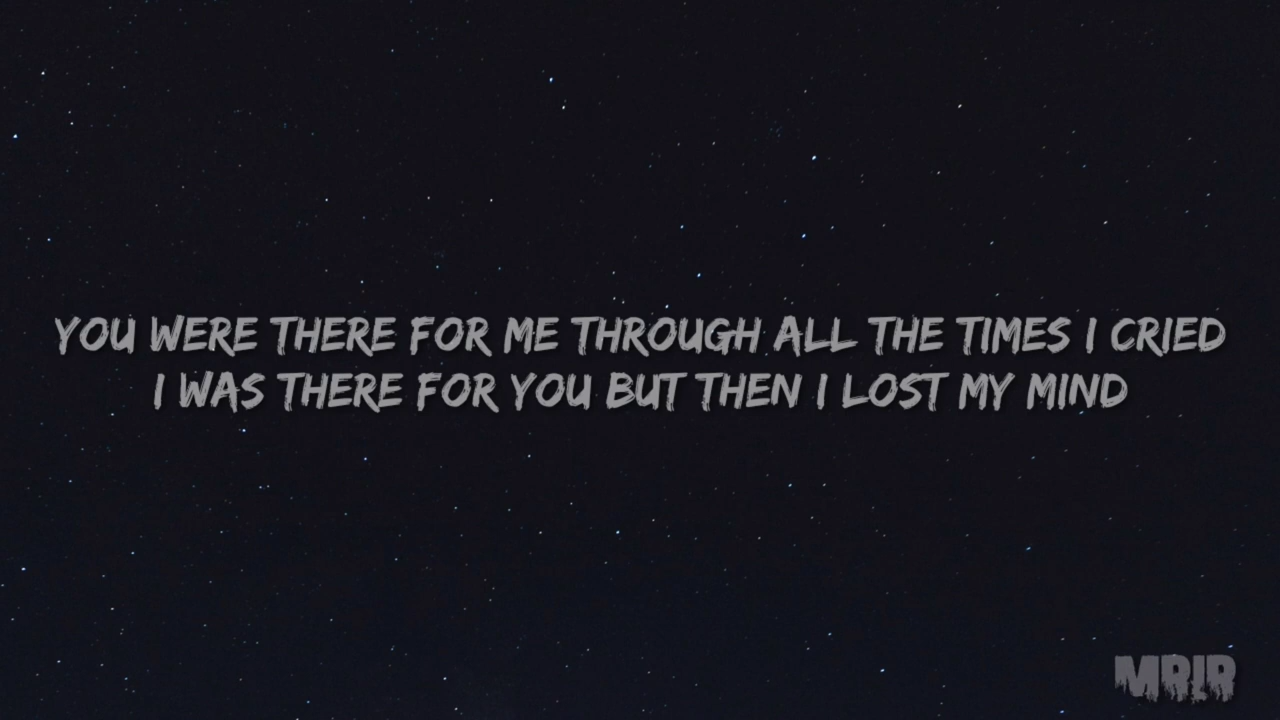 YOU WERE THERE FOR ME THROUGH ALL THE TIMES I CRIED
I WAS THERE FOR YOU BUT THEN I LOST MY MIND
MRLR